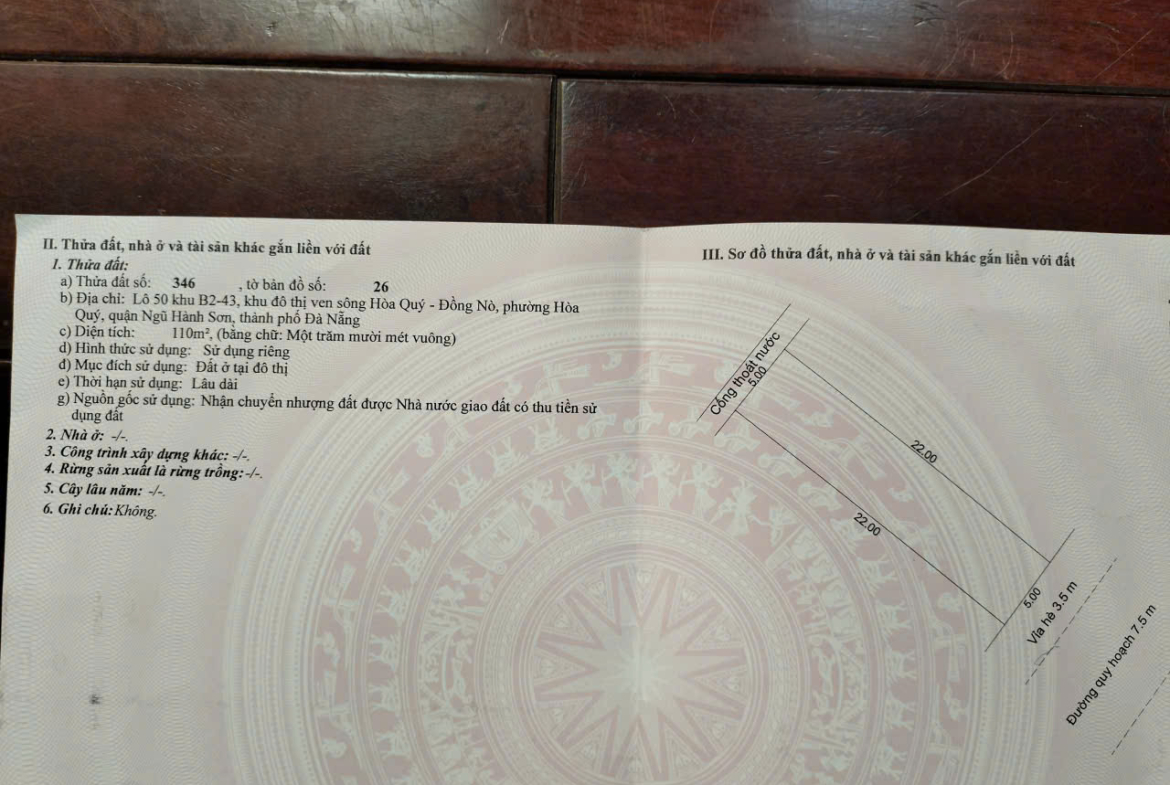 II. Thửa đất, nhà ở và tài sản khác gắn liền với đất
1. Thửa đất:
a) Thửa đất số: 346 , tờ bản đồ số: 26
b) Địa chỉ: Lô 50 khu B2-43, khu đô thị ven sông Hòa Quý - Đồng Nò, phường Hòa
Quý, quận Ngũ Hành Sơn, thành phố Đà Nẵng
c) Diện tích: 110m², (bằng chữ: Một trăm mười mét vuông)
d) Hình thức sử dụng: Sử dụng riêng
đ) Mục đích sử dụng: Đất ở tại đô thị
e) Thời hạn sử dụng: Lâu dài
g) Nguồn gốc sử dụng: Nhận chuyển nhượng đất được Nhà nước giao đất có thu tiền sử
dụng đất
2. Nhà ở: -/-.
3. Công trình xây dựng khác: -/-.
4. Rừng sản xuất là rừng trồng: -/-.
5. Cây lâu năm: -/-.
6. Ghi chú: Không.
III. Sơ đồ thửa đất, nhà ở và tài sản khác gắn liền với đất
Cống thoát nước
5.00
22.00
22.00
5.00
Vỉa hè 3.5 m
Đường quy hoạch 7.5 m